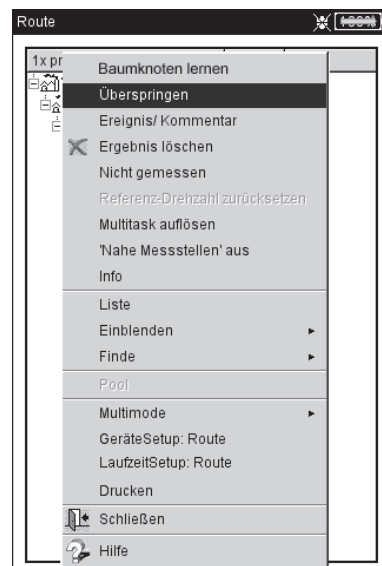 Route
1x pr
Baumknoten lernen
Überspringen
Ereignis/ Kommentar
Ergebnis löschen
Nicht gemessen
Referenz-Drehzahl zurücksetzen
Multitask auflösen
'Nahe Messstellen' aus
Info
Liste
Einblenden
Finde
Pool
Multimode
GeräteSetup: Route
LaufzeitSetup: Route
Drucken
Schließen
Hilfe